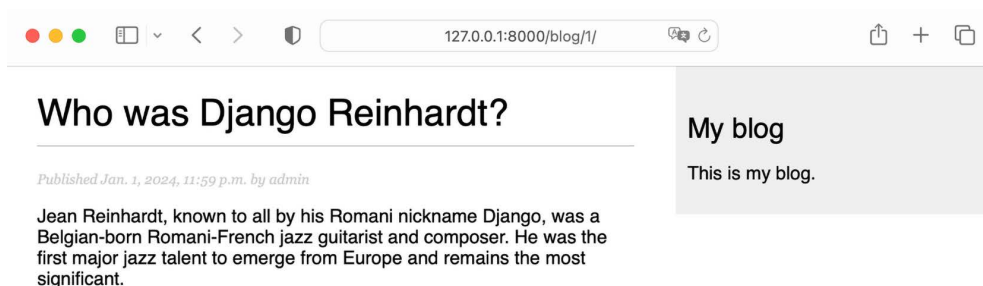 127.0.0.1:8000/blog/1/
Who was Django Reinhardt?
Published Jan. 1, 2024, 11:59 p.m. by admin
Jean Reinhardt, known to all by his Romani nickname Django, was a
Belgian-born Romani-French jazz guitarist and composer. He was the
first major jazz talent to emerge from Europe and remains the most
significant.
My blog
This is my blog.